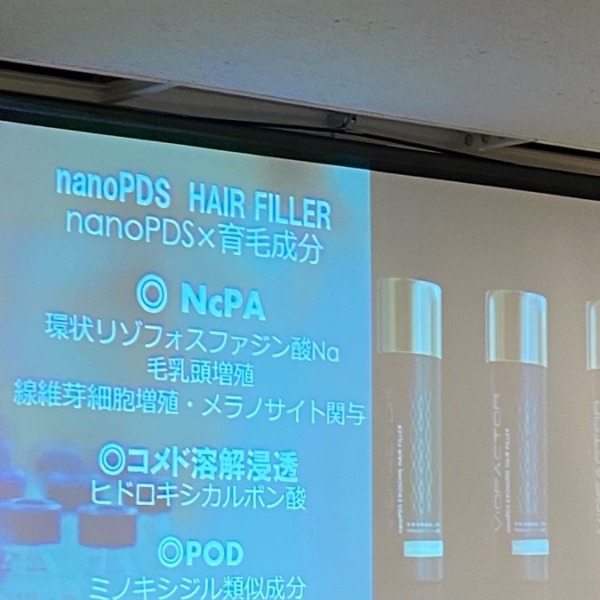 nanoPDS HAIR FILLER
nanoPDS×育毛成分
◎ NcPA
環状リゾフォスファジン酸Na
毛乳頭増殖
線維芽細胞増殖・メラノサイト関与
◎コメド溶解浸透
ヒドロキシカルボン酸
◎POD
ミノキシジル類似成分